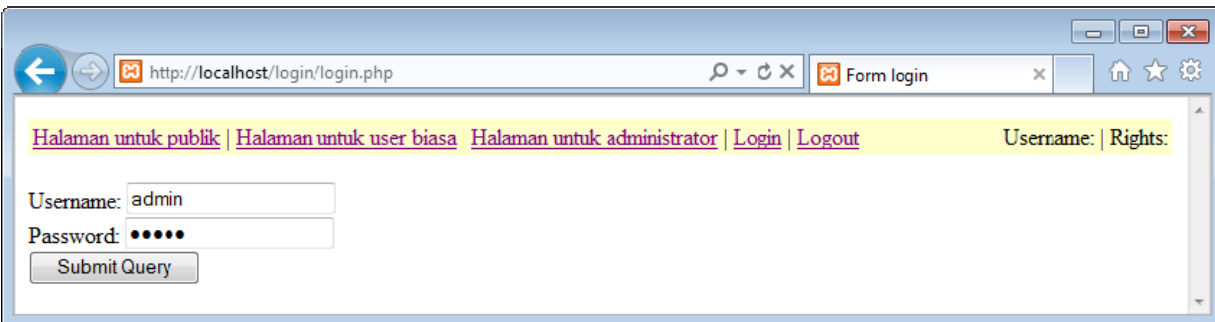 http://localhost/login/login.php
Form login
Halaman untuk publik | Halaman untuk user biasa Halaman untuk administrator | Login | Logout
Username: | Rights:
Username: admin
Password: •••••
Submit Query